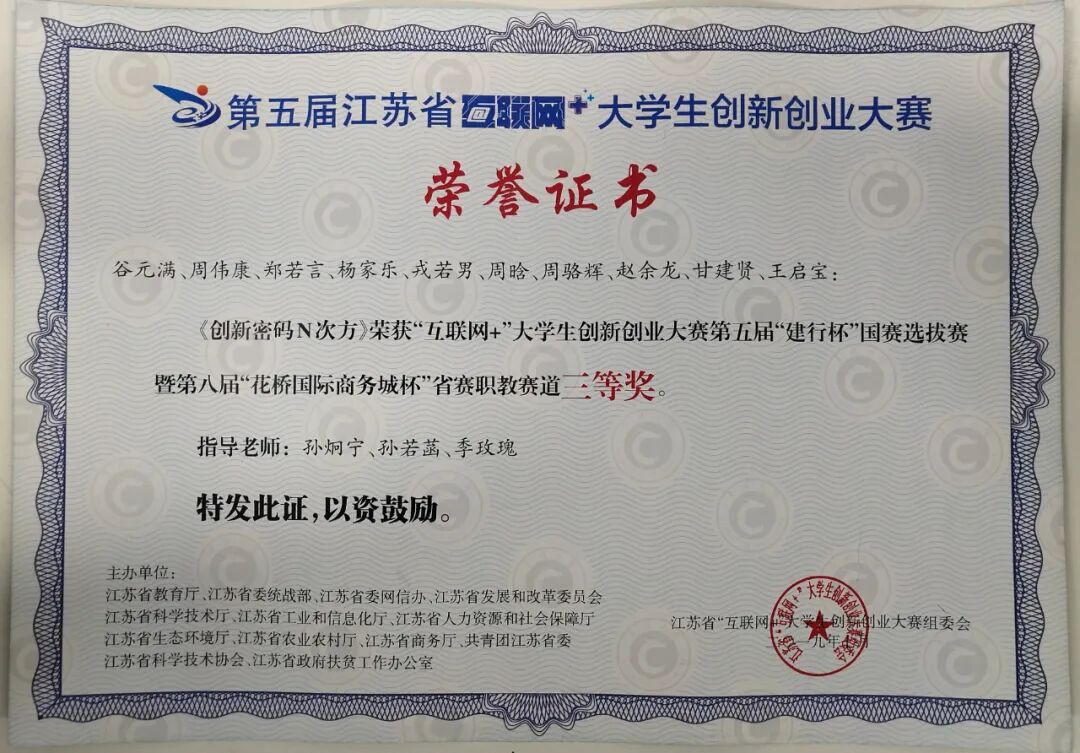 第五届江苏省互联网+大学生创新创业大赛
荣誉证书
谷元满、周伟康、郑若言、杨家乐、戎若男、周晗、周骆辉、赵余龙、甘建贤、王启宝：
《创新密码N次方》荣获“互联网+”大学生创新创业大赛第五届“建行杯”国赛选拔赛
暨第八届“花桥国际商务城杯”省赛职教赛道三等奖。
指导老师：孙炯宁、孙若菡、季玫瑰
特发此证，以资鼓励。
主办单位：
江苏省教育厅、江苏省委统战部、江苏省委网信办、江苏省发展和改革委员会
江苏省科学技术厅、江苏省工业和信息化厅、江苏省人力资源和社会保障厅
江苏省生态环境厅、江苏省农业农村厅、江苏省商务厅、共青团江苏省委
江苏省科学技术协会、江苏省政府扶贫工作办公室
江苏省“互联网+”大学生创新创业大赛组委会
九年